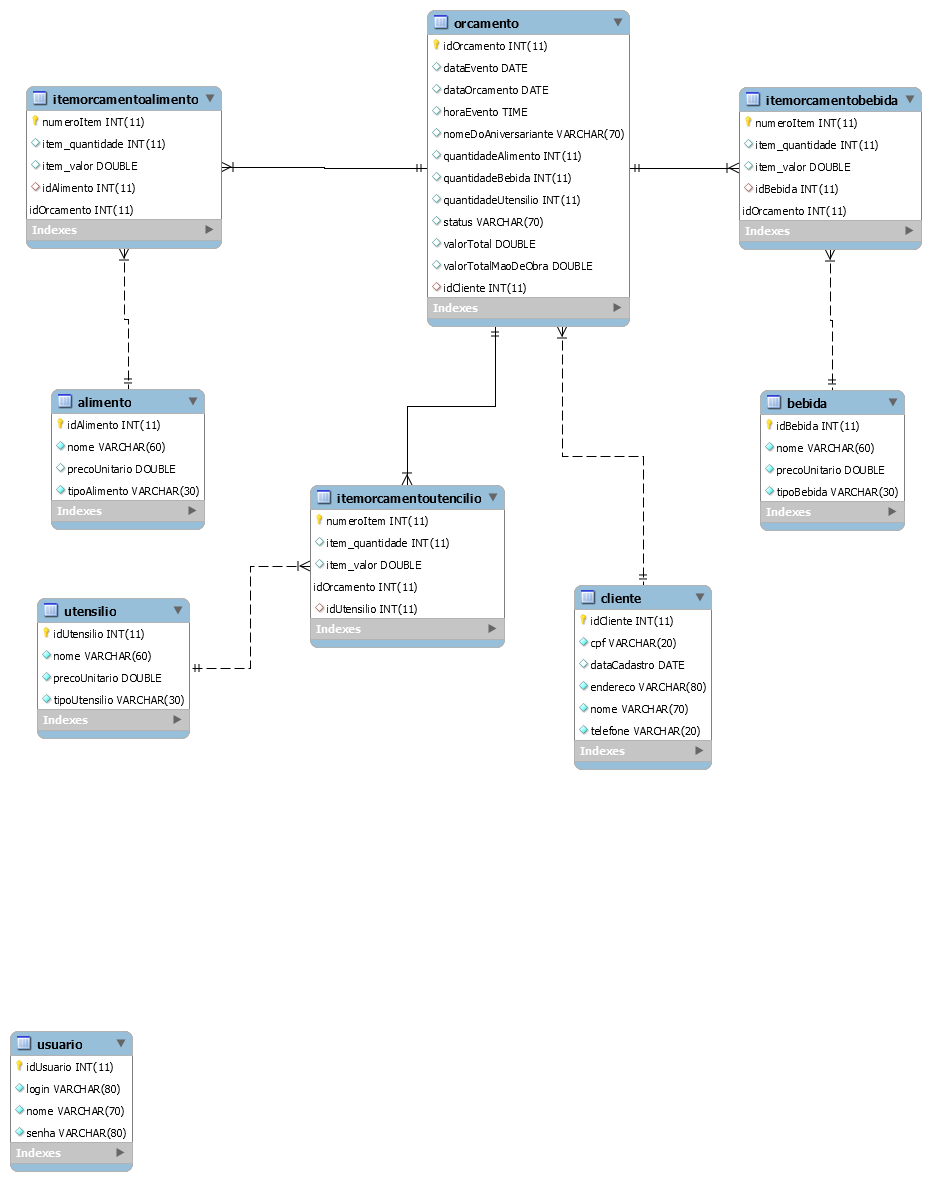 orcamento
idOrcamento INT(11)
dataEvento DATE
dataOrcamento DATE
horaEvento TIME
nomeDoAniversariante VARCHAR(70)
quantidadeAlimento INT(11)
quantidadeBebida INT(11)
quantidadeUtensilio INT(11)
status VARCHAR(70)
valorTotal DOUBLE
valorTotalMaoDeObra DOUBLE
idCliente INT(11)
Indexes
itemorcamentoalimento
numeroItem INT(11)
item_quantidade INT(11)
item_valor DOUBLE
idAlimento INT(11)
idOrcamento INT(11)
Indexes
itemorcamentobebida
numeroItem INT(11)
item_quantidade INT(11)
item_valor DOUBLE
idBebida INT(11)
idOrcamento INT(11)
Indexes
alimento
idAlimento INT(11)
nome VARCHAR(60)
precoUnitario DOUBLE
tipoAlimento VARCHAR(30)
Indexes
bebida
idBebida INT(11)
nome VARCHAR(60)
precoUnitario DOUBLE
tipoBebida VARCHAR(30)
Indexes
itemorcamentoutencilio
numeroItem INT(11)
item_quantidade INT(11)
item_valor DOUBLE
idOrcamento INT(11)
idUtensilio INT(11)
Indexes
utensilio
idUtensilio INT(11)
nome VARCHAR(60)
precoUnitario DOUBLE
tipoUtensilio VARCHAR(30)
Indexes
cliente
idCliente INT(11)
cpf VARCHAR(20)
dataCadastro DATE
endereco VARCHAR(80)
nome VARCHAR(70)
telefone VARCHAR(20)
Indexes
usuario
idUsuario INT(11)
login VARCHAR(80)
nome VARCHAR(70)
senha VARCHAR(80)
Indexes